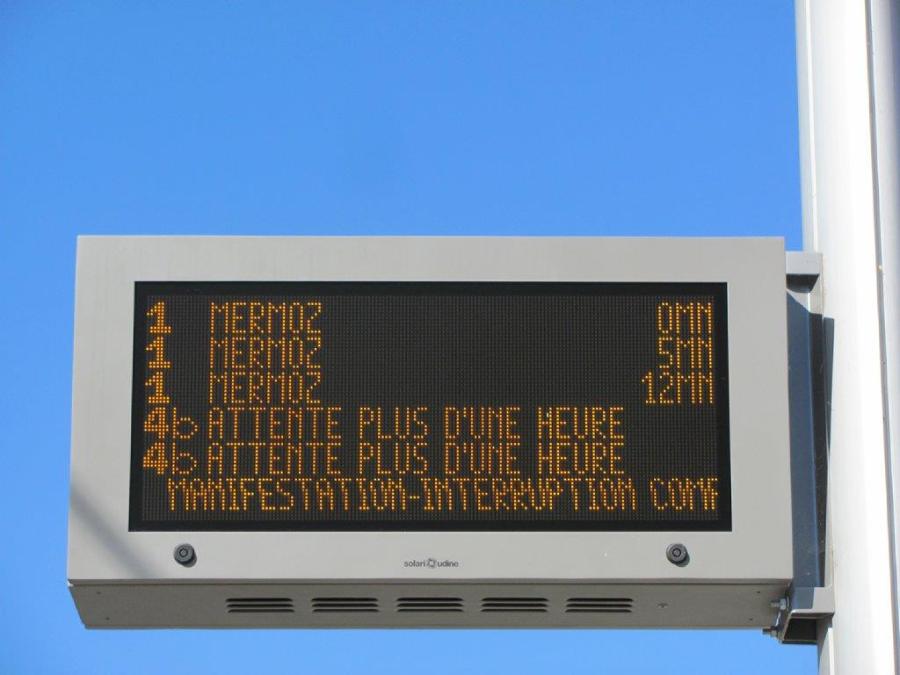 1 MERMOZ 0MN
1 MERMOZ 5MN
1 MERMOZ 12MN
4b ATTENTE PLUS D'UNE HEURE
4b ATTENTE PLUS D'UNE HEURE
MANIFESTATION-INTERRUPTION COMP
solari udine